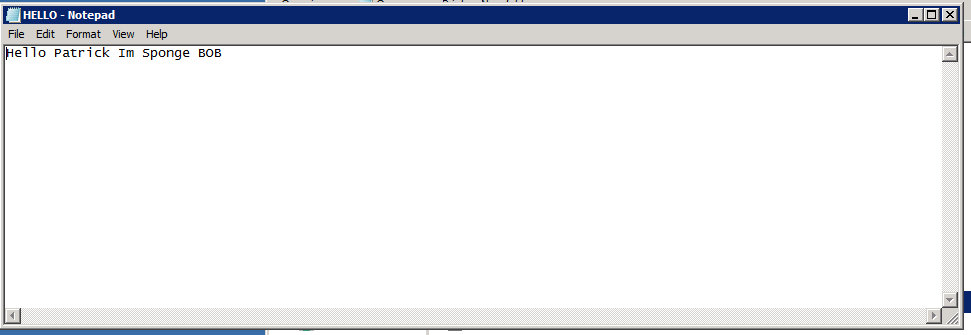 HELLO - Notepad
File Edit Format View Help
Hello Patrick Im Sponge BOB